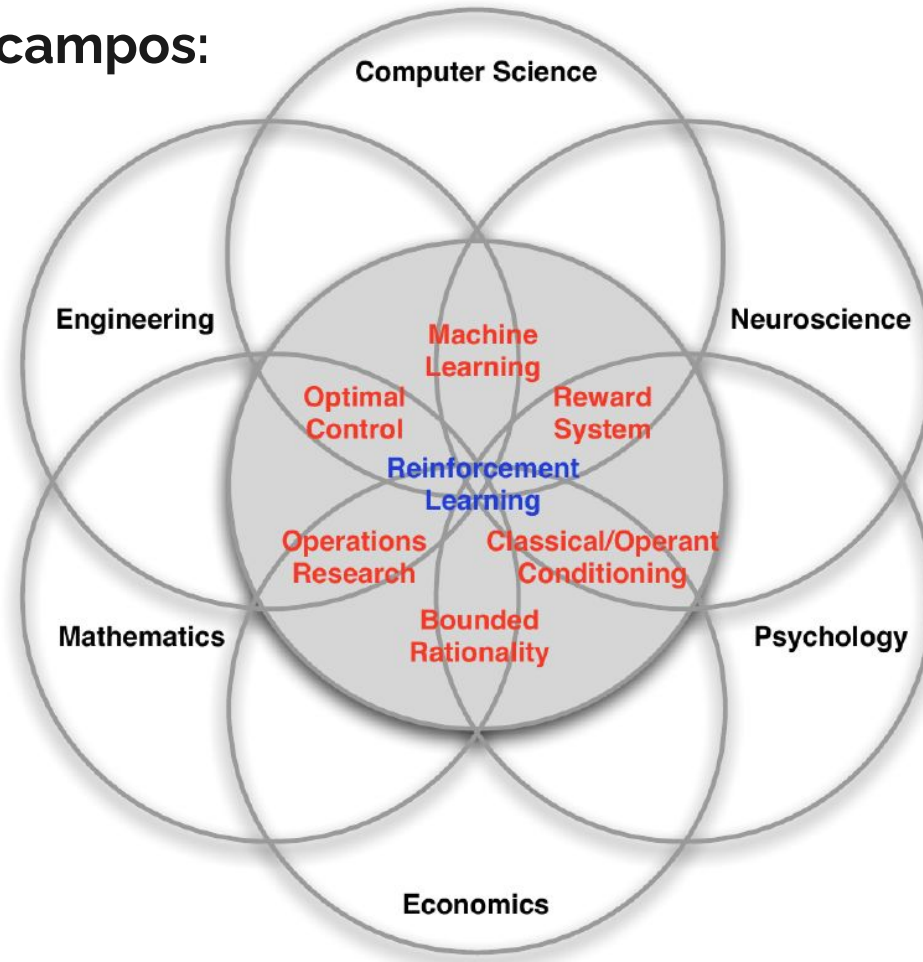 campos:
Computer Science
Engineering
Neuroscience
Machine
Learning
Optimal
Control
Reward
System
Reinforcement
Learning
Operations
Research
Classical/Operant
Conditioning
Bounded
Rationality
Mathematics
Psychology
Economics